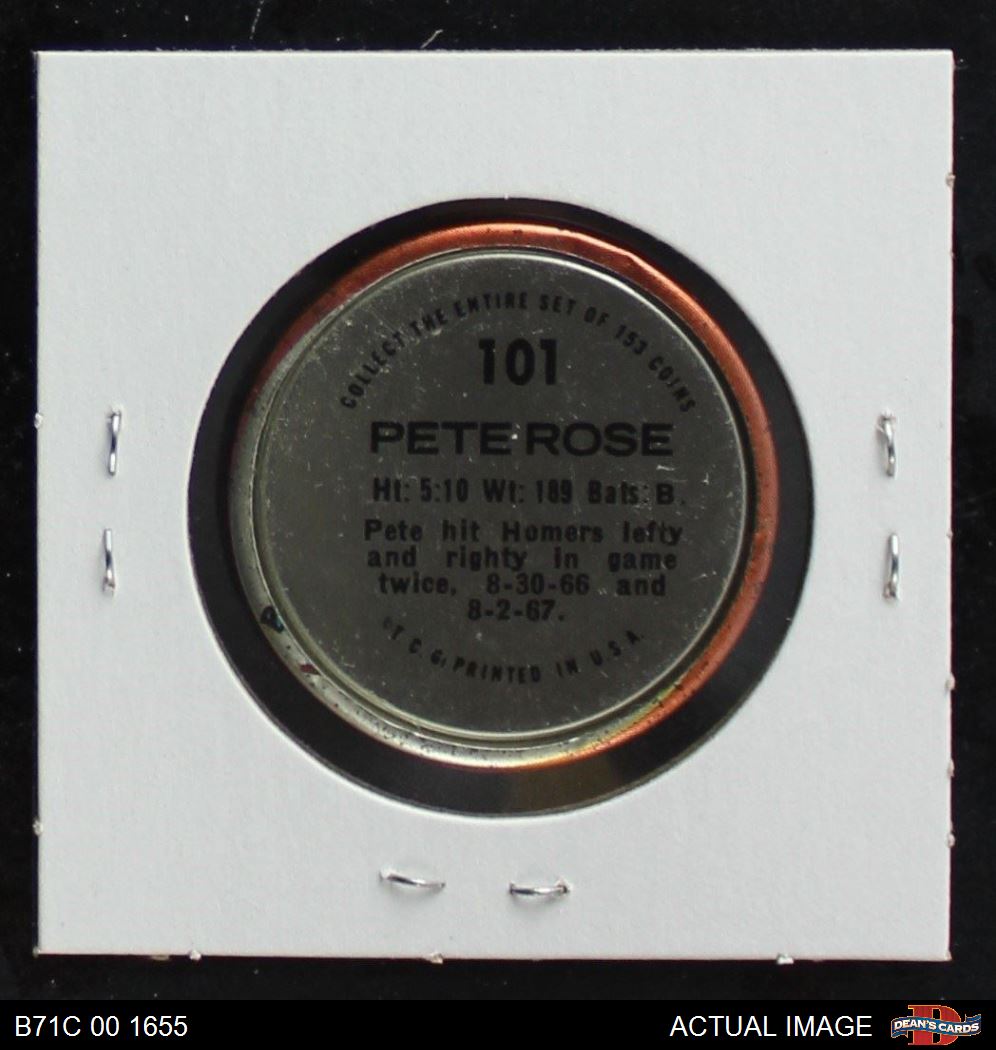 COLLECT THE ENTIRE SET OF 153 COINS
101
PETE ROSE
Ht: 5:10 Wt: 189 Bats: B.
Pete hit Homers lefty
and righty in game
twice, 8-30-66 and
8-2-67.
©T. C. G. PRINTED IN U.S.A.
B71C 00 1655
ACTUAL IMAGE
DEAN'S CARDS